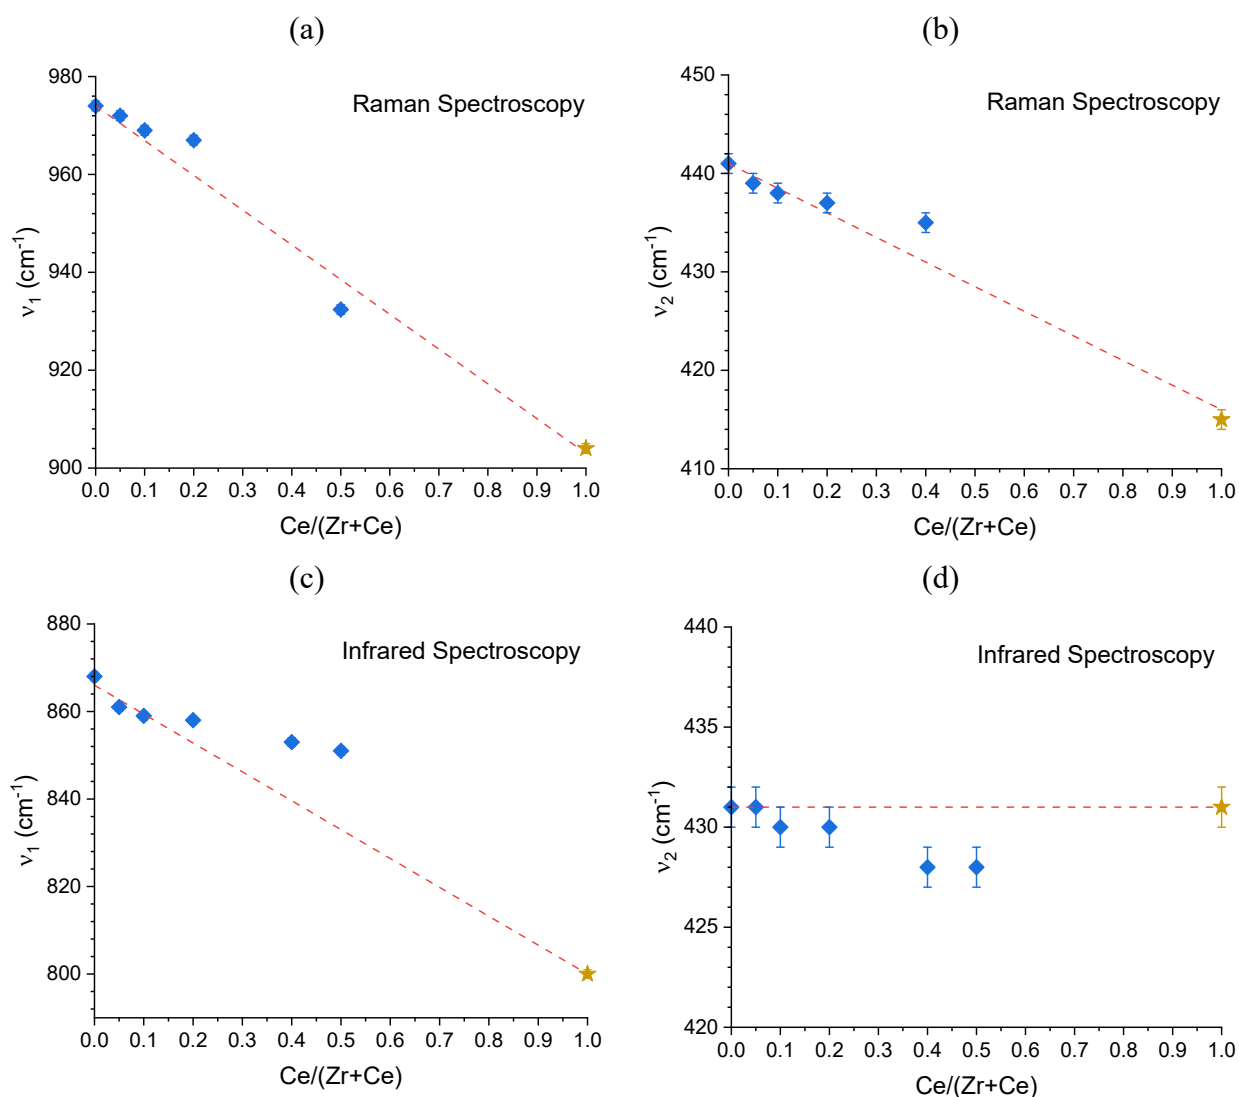 (a)
Raman Spectroscopy
980
960
940
920
900
ν₁ (cm⁻¹)
0.0 0.1 0.2 0.3 0.4 0.5 0.6 0.7 0.8 0.9 1.0
Ce/(Zr+Ce)
(b)
Raman Spectroscopy
450
440
430
420
410
ν₂ (cm⁻¹)
0.0 0.1 0.2 0.3 0.4 0.5 0.6 0.7 0.8 0.9 1.0
Ce/(Zr+Ce)
(c)
Infrared Spectroscopy
880
860
840
820
800
ν₁ (cm⁻¹)
0.0 0.1 0.2 0.3 0.4 0.5 0.6 0.7 0.8 0.9 1.0
Ce/(Zr+Ce)
(d)
Infrared Spectroscopy
440
435
430
425
420
ν₂ (cm⁻¹)
0.0 0.1 0.2 0.3 0.4 0.5 0.6 0.7 0.8 0.9 1.0
Ce/(Zr+Ce)